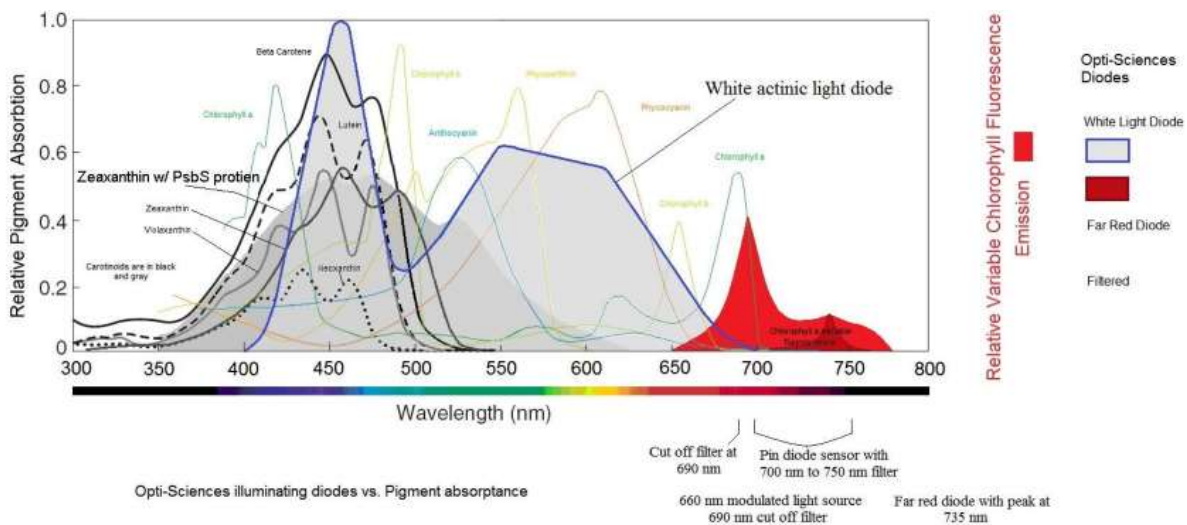 Relative Pigment Absorbtion
1.0
0.8
0.6
0.4
0.2
0
Beta Carotene
Chlorophyll a
Lutein
Zeaxanthin w/ PsbS protien
Zeaxanthin
Violaxanthin
Carotinoids are in black
and gray
Neoxanthin
Chlorophyll b
Anthocyanin
Phycoerithrin
Phycocyanin
White actinic light diode
Chlorophyll a
Chlorophyll b
300 350 400 450 500 550 600 650 700 750 800
Wavelength (nm)
Relative Variable Chlorophyll Fluorescence
Emission
Opti-Sciences
Diodes
White Light Diode
Far Red Diode
Filtered
Cut off filter at
690 nm
Pin diode sensor with
700 nm to 750 nm filter
Opti-Sciences illuminating diodes vs. Pigment absorptance
660 nm modulated light source
690 nm cut off filter
Far red diode with peak at
735 nm